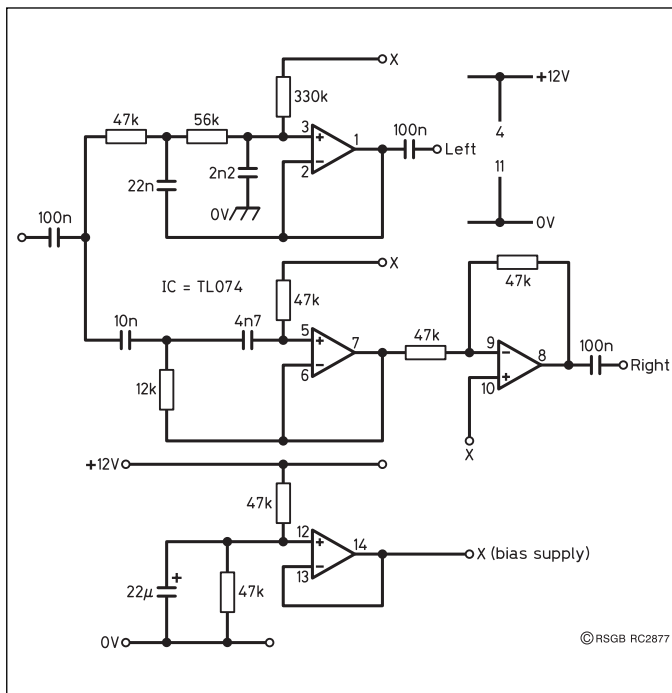 X
330k
47k
56k
3
+
1
100n
Left
−
2
22n
2n2
0V
100n
+12V
4
11
0V
IC = TL074
X
47k
10n
4n7
5
+
7
−
6
12k
47k
47k
9
−
8
100n
Right
+
10
X
+12V
47k
12
+
14
X (bias supply)
−
13
22µ
+
47k
0V
©RSGB RC2877